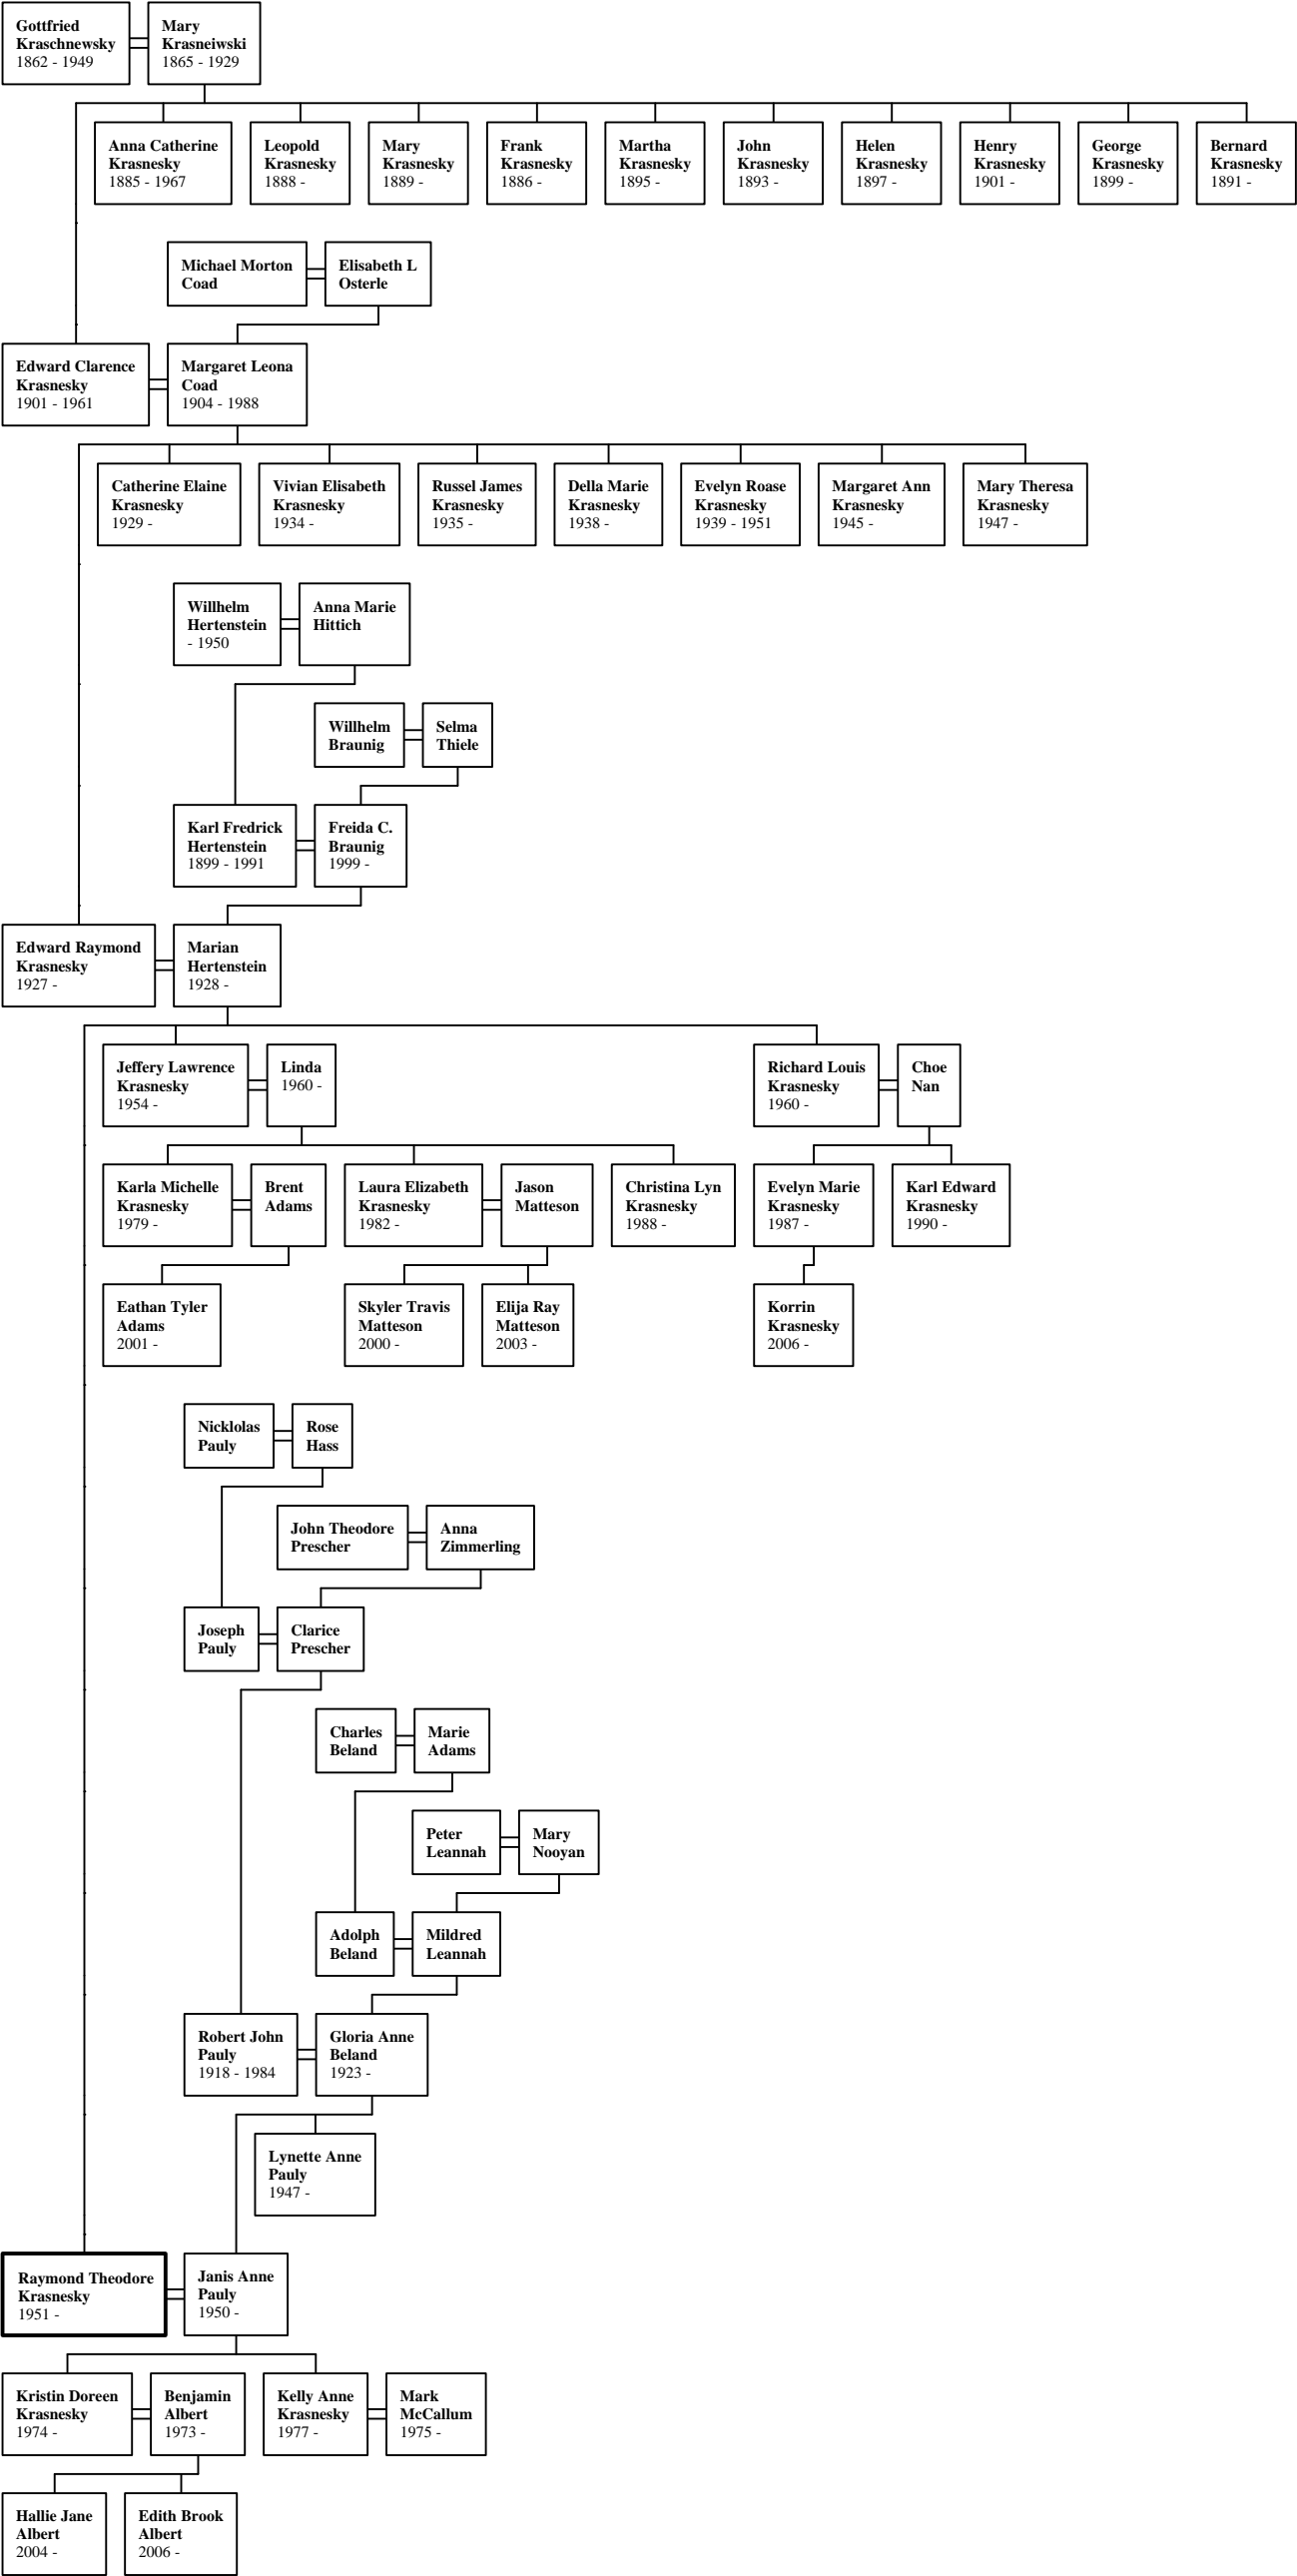 Gottfried
Kraschnewsky
1862 - 1949
Mary
Krasneiwski
1865 - 1929
Anna Catherine
Krasnesky
1885 - 1967
Leopold
Krasnesky
1888 -
Mary
Krasnesky
1889 -
Frank
Krasnesky
1886 -
Martha
Krasnesky
1895 -
John
Krasnesky
1893 -
Helen
Krasnesky
1897 -
Henry
Krasnesky
1901 -
George
Krasnesky
1899 -
Bernard
Krasnesky
1891 -
Michael Morton
Coad
Elisabeth L
Osterle
Edward Clarence
Krasnesky
1901 - 1961
Margaret Leona
Coad
1904 - 1988
Catherine Elaine
Krasnesky
1929 -
Vivian Elisabeth
Krasnesky
1934 -
Russel James
Krasnesky
1935 -
Della Marie
Krasnesky
1938 -
Evelyn Roase
Krasnesky
1939 - 1951
Margaret Ann
Krasnesky
1945 -
Mary Theresa
Krasnesky
1947 -
Willhelm
Hertenstein
- 1950
Anna Marie
Hittich
Willhelm
Braunig
Selma
Thiele
Karl Fredrick
Hertenstein
1899 - 1991
Freida C.
Braunig
1999 -
Edward Raymond
Krasnesky
1927 -
Marian
Hertenstein
1928 -
Jeffery Lawrence
Krasnesky
1954 -
Linda
1960 -
Richard Louis
Krasnesky
1960 -
Choe
Nan
Karla Michelle
Krasnesky
1979 -
Brent
Adams
Laura Elizabeth
Krasnesky
1982 -
Jason
Matteson
Christina Lyn
Krasnesky
1988 -
Evelyn Marie
Krasnesky
1987 -
Karl Edward
Krasnesky
1990 -
Eathan Tyler
Adams
2001 -
Skyler Travis
Matteson
2000 -
Elija Ray
Matteson
2003 -
Korrin
Krasnesky
2006 -
Nicklolas
Pauly
Rose
Hass
John Theodore
Prescher
Anna
Zimmerling
Joseph
Pauly
Clarice
Prescher
Charles
Beland
Marie
Adams
Peter
Leannah
Mary
Nooyan
Adolph
Beland
Mildred
Leannah
Robert John
Pauly
1918 - 1984
Gloria Anne
Beland
1923 -
Lynette Anne
Pauly
1947 -
Raymond Theodore
Krasnesky
1951 -
Janis Anne
Pauly
1950 -
Kristin Doreen
Krasnesky
1974 -
Benjamin
Albert
1973 -
Kelly Anne
Krasnesky
1977 -
Mark
McCallum
1975 -
Hallie Jane
Albert
2004 -
Edith Brook
Albert
2006 -